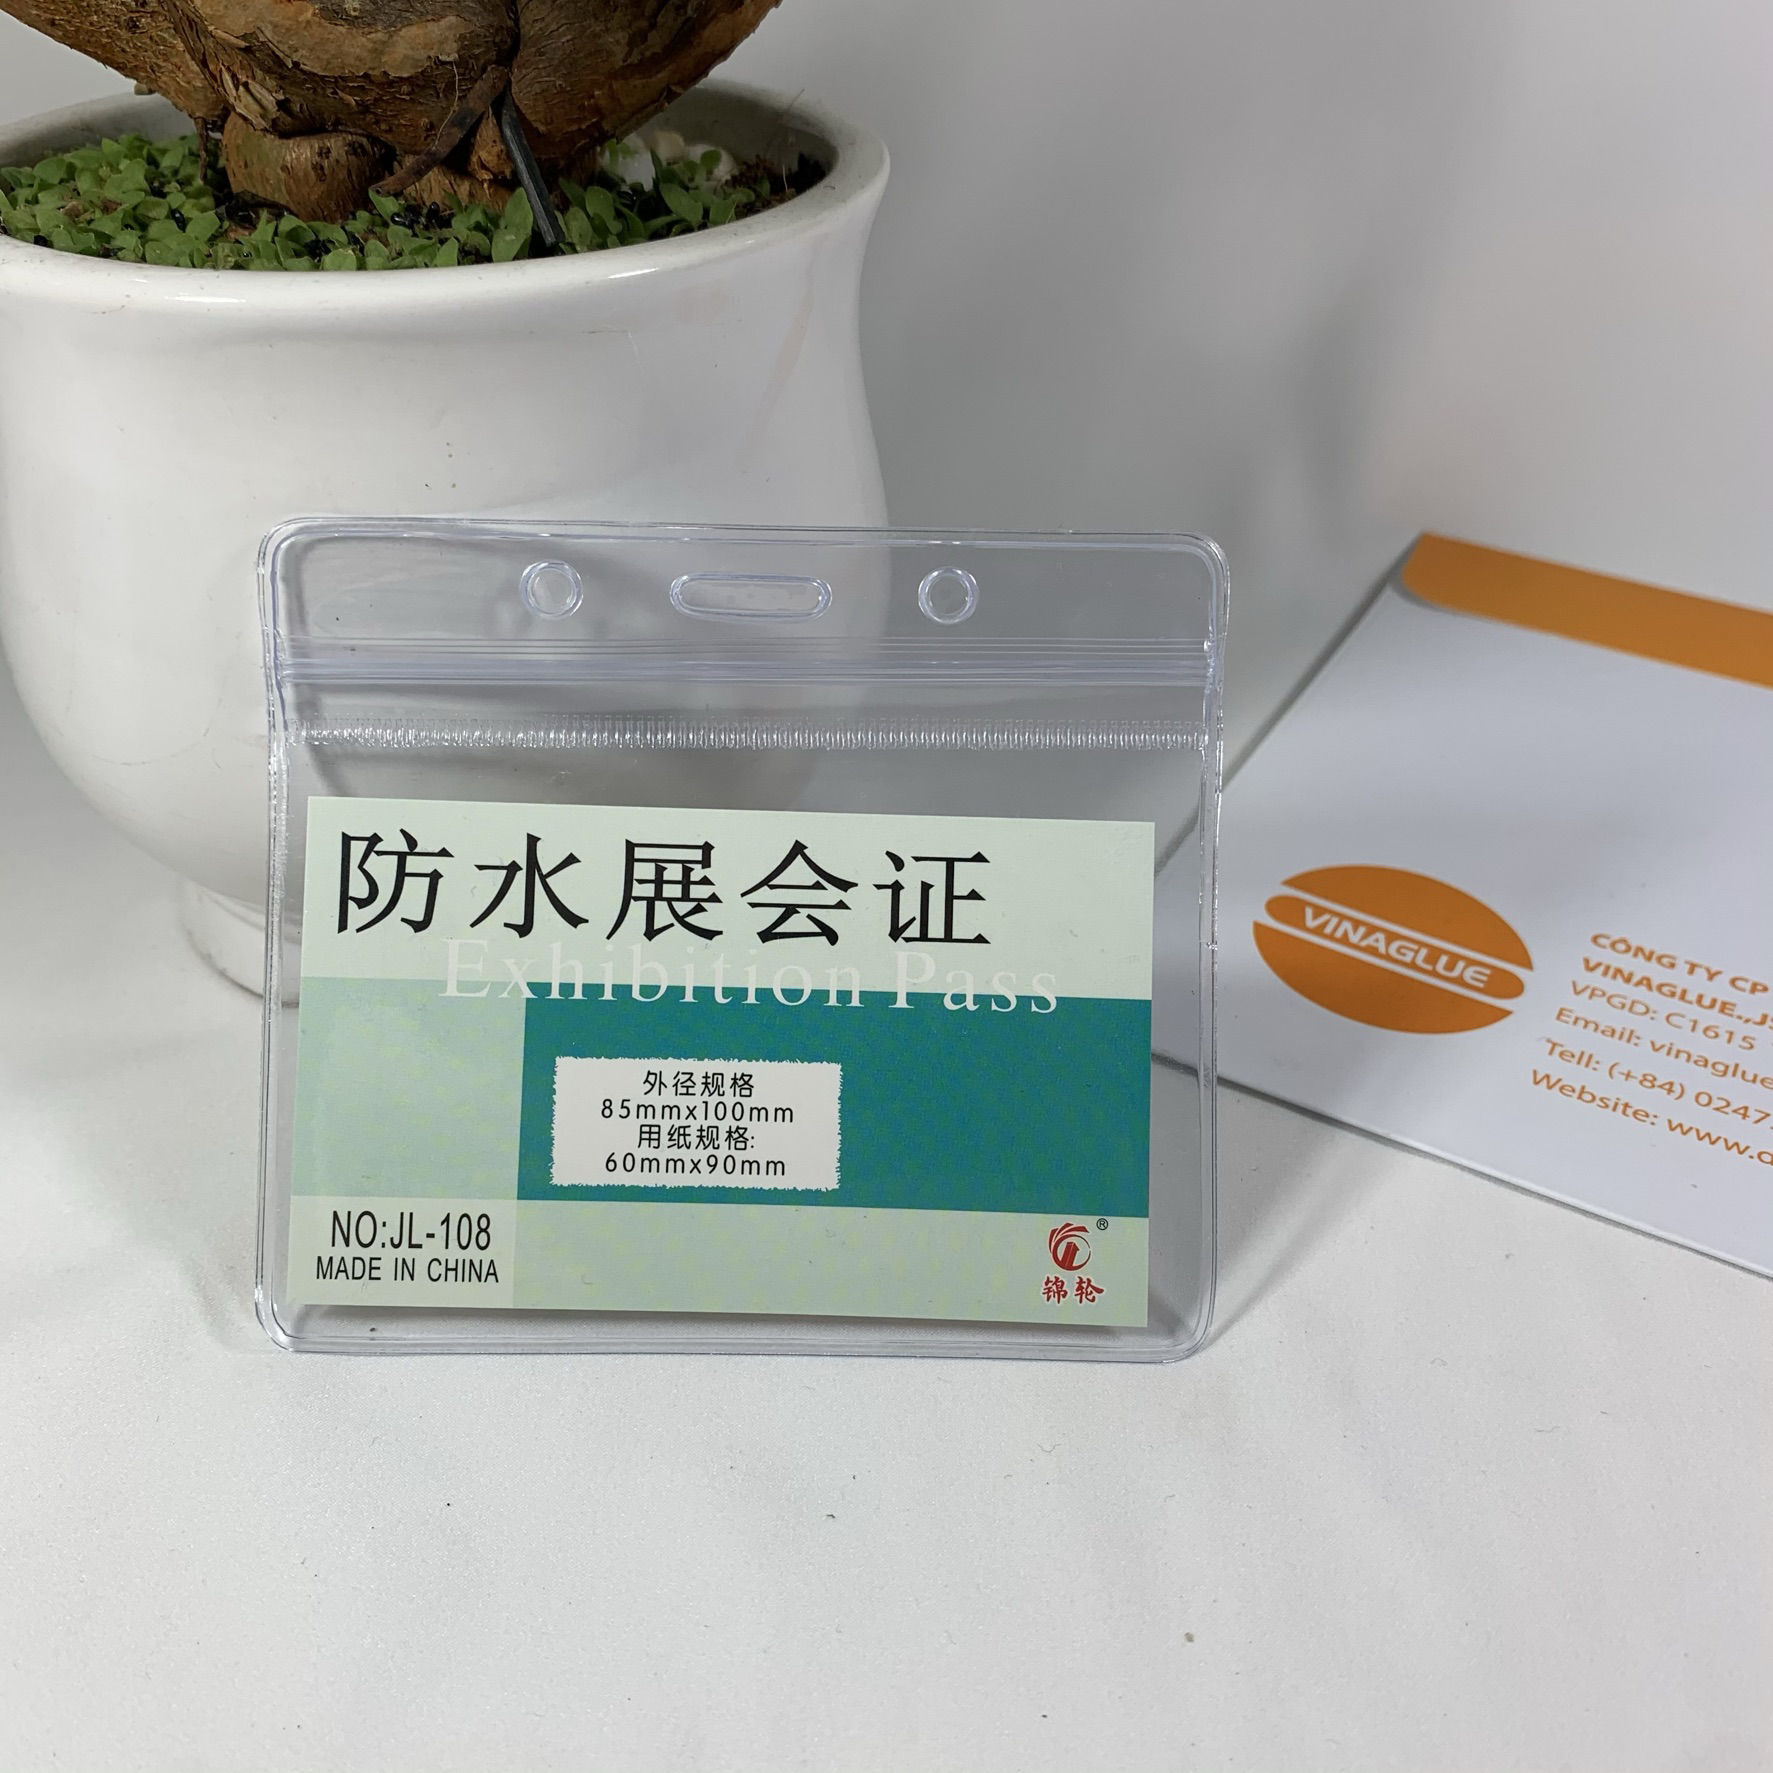 防水展会证
Exhibition Pass
外径规格
85mmx100mm
用纸规格:
60mmx90mm
NO:JL-108
MADE IN CHINA
®
锦轮
VINAGLUE
CÔNG TY CP
VINAGLUE.,J
VPGD: C1615
Email: vinaglue
Tell: (+84) 0247
Website: www.